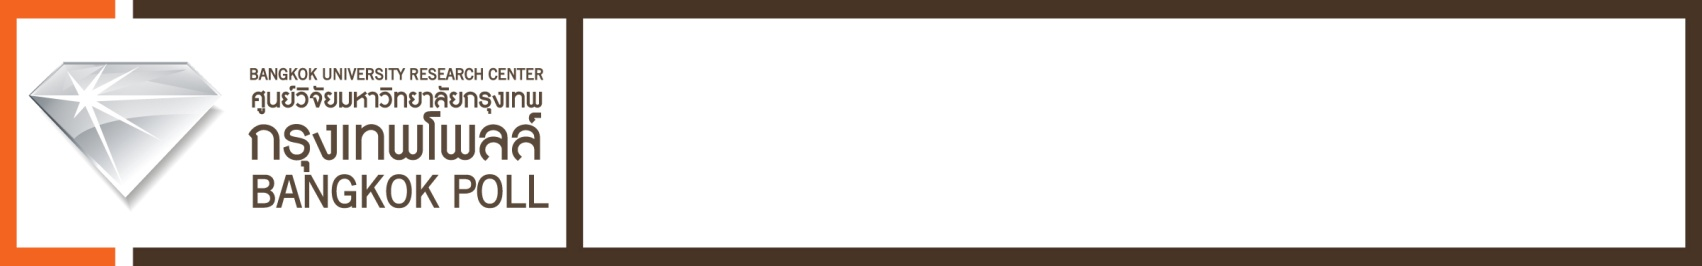 BANGKOK UNIVERSITY RESEARCH CENTER
ศูนย์วิจัยมหาวิทยาลัยกรุงเทพ
กรุงเทพโพลล์
BANGKOK POLL